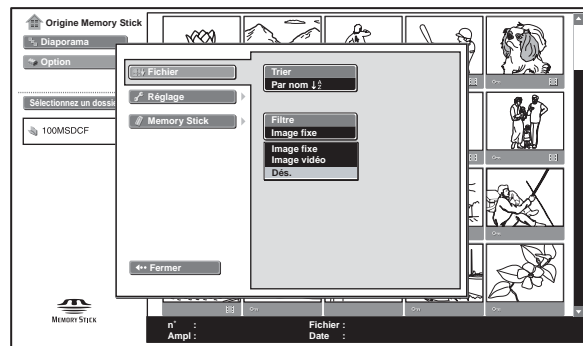 Origine Memory Stick
Diaporama
Option
Sélectionnez un dossie
100MSDCF
Fichier
Réglage
Memory Stick
Fermer
Trier
Par nom ↓A Z
Filtre
Image fixe
Image fixe
Image vidéo
Dés.
MEMORY STICK
n° :
Ampl :
Fichier :
Date :